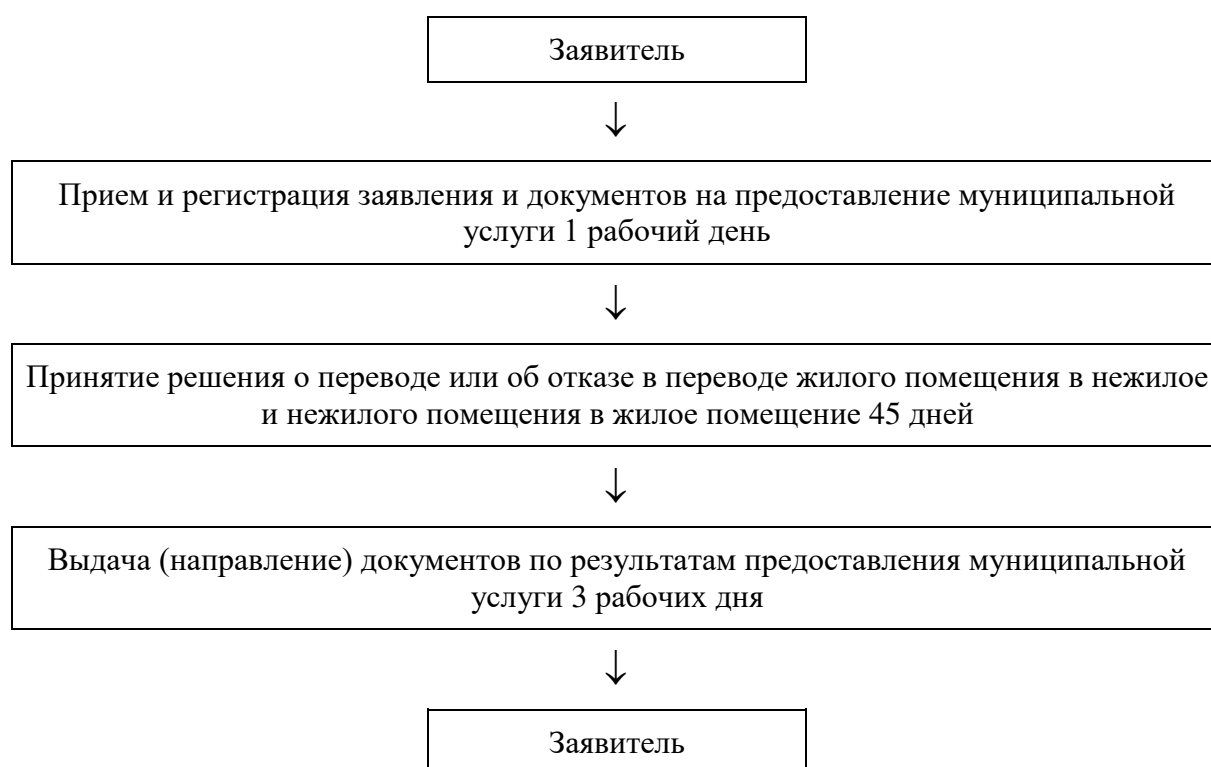 Заявитель
Прием и регистрация заявления и документов на предоставление муниципальной
услуги 1 рабочий день
Принятие решения о переводе или об отказе в переводе жилого помещения в нежилое
и нежилого помещения в жилое помещение 45 дней
Выдача (направление) документов по результатам предоставления муниципальной
услуги 3 рабочих дня
Заявитель